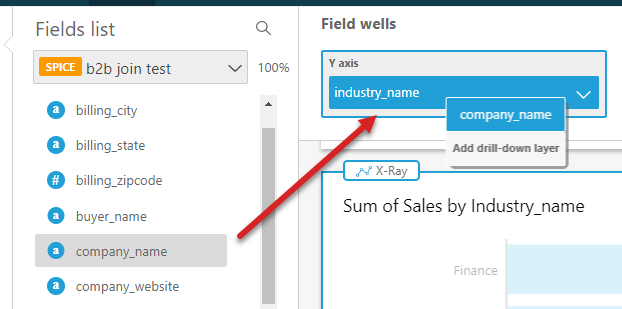 Fields list
SPICE b2b join test 100%
a billing_city
a billing_state
# billing_zipcode
a buyer_name
a company_name
a company_website
Field wells
Y axis
industry_name
company_name
Add drill-down layer
X-Ray
Sum of Sales by Industry_name
Finance